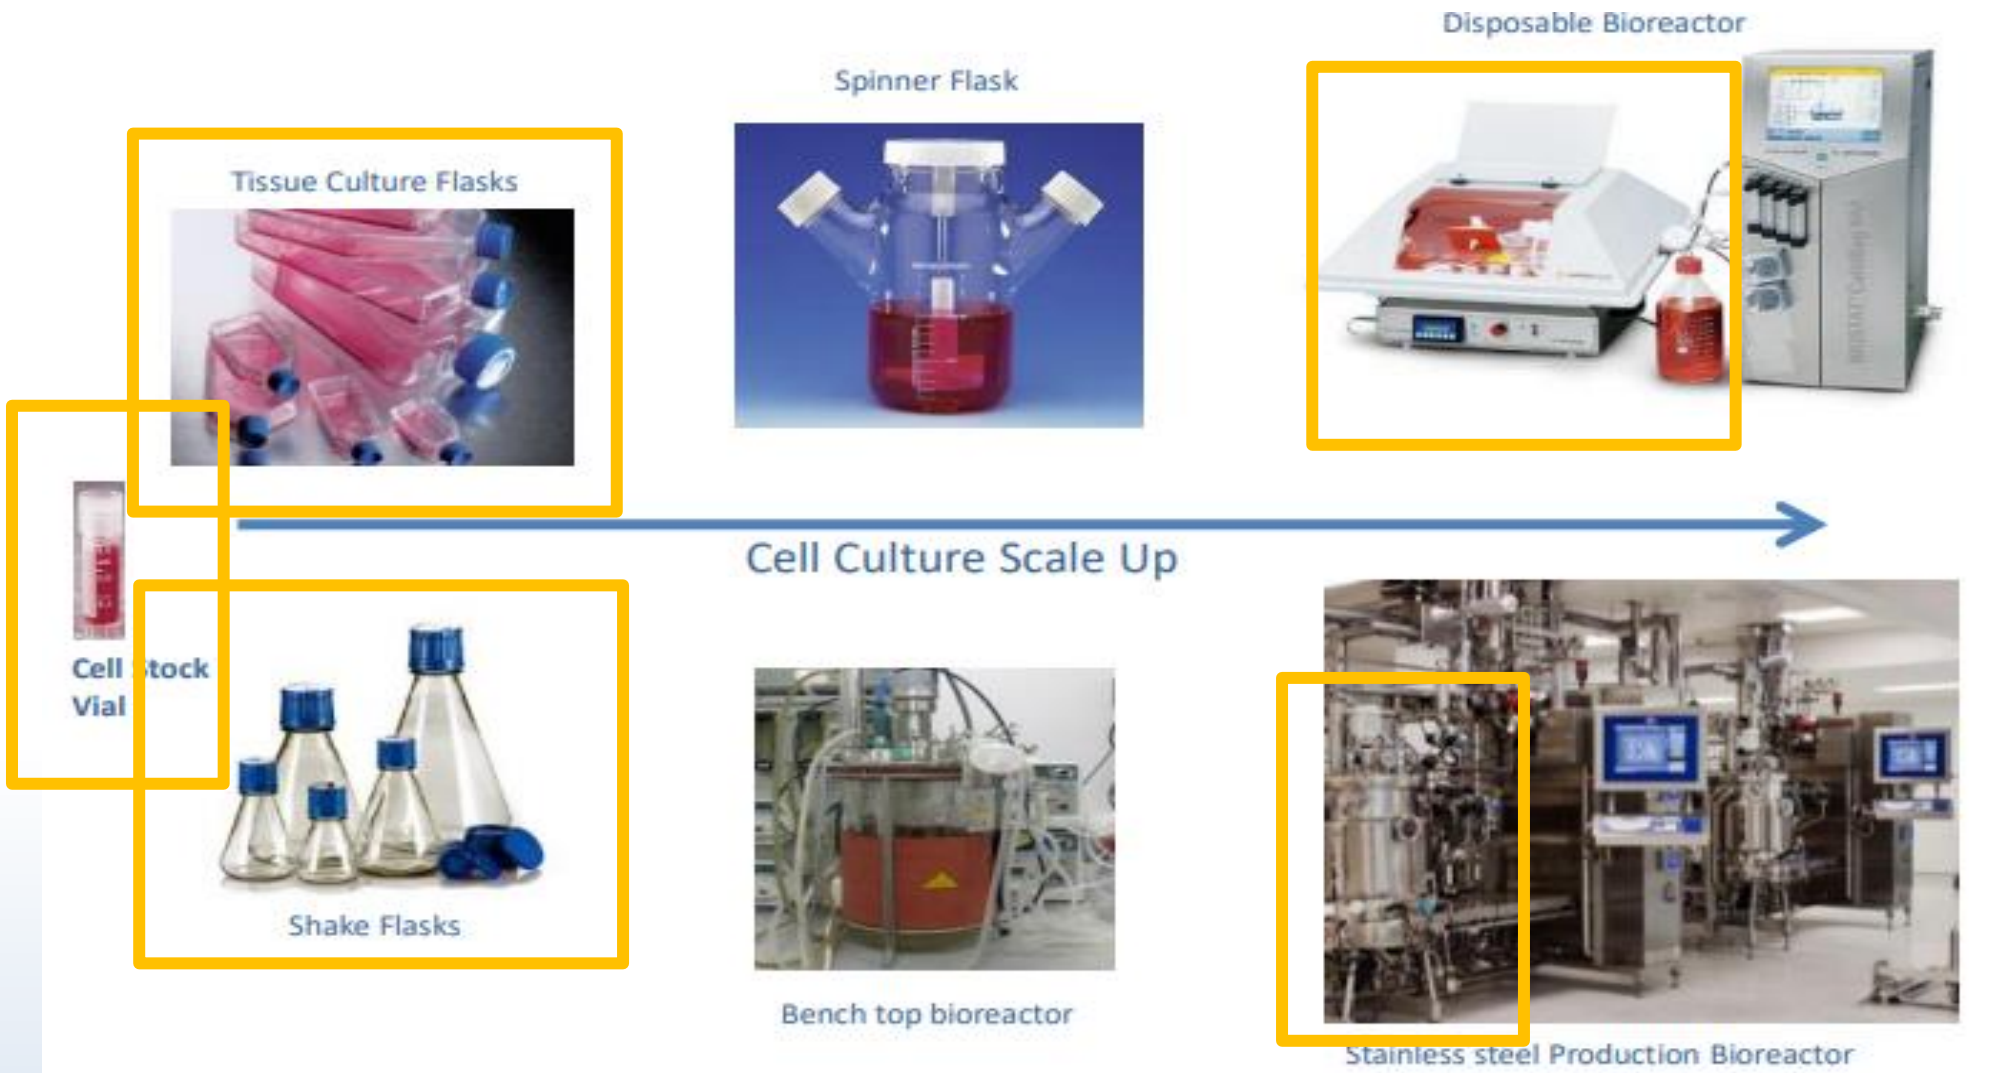 Disposable Bioreactor
Spinner Flask
Tissue Culture Flasks
Cell Culture Scale Up
Cell Stock
Vial
Shake Flasks
Bench top bioreactor
Stainless steel Production Bioreactor